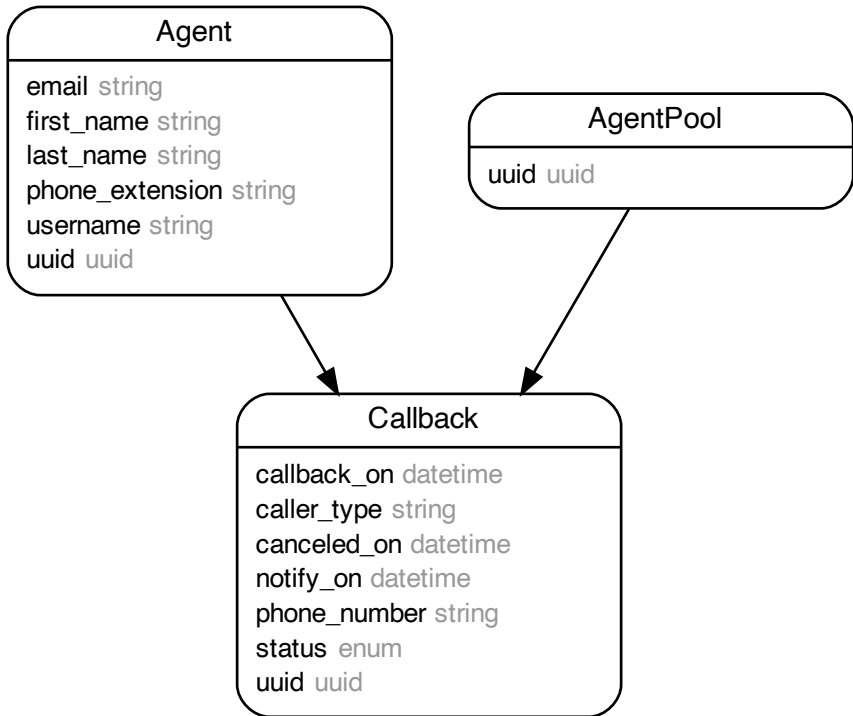 Agent
email string
first_name string
last_name string
phone_extension string
username string
uuid uuid
AgentPool
uuid uuid
Callback
callback_on datetime
caller_type string
canceled_on datetime
notify_on datetime
phone_number string
status enum
uuid uuid